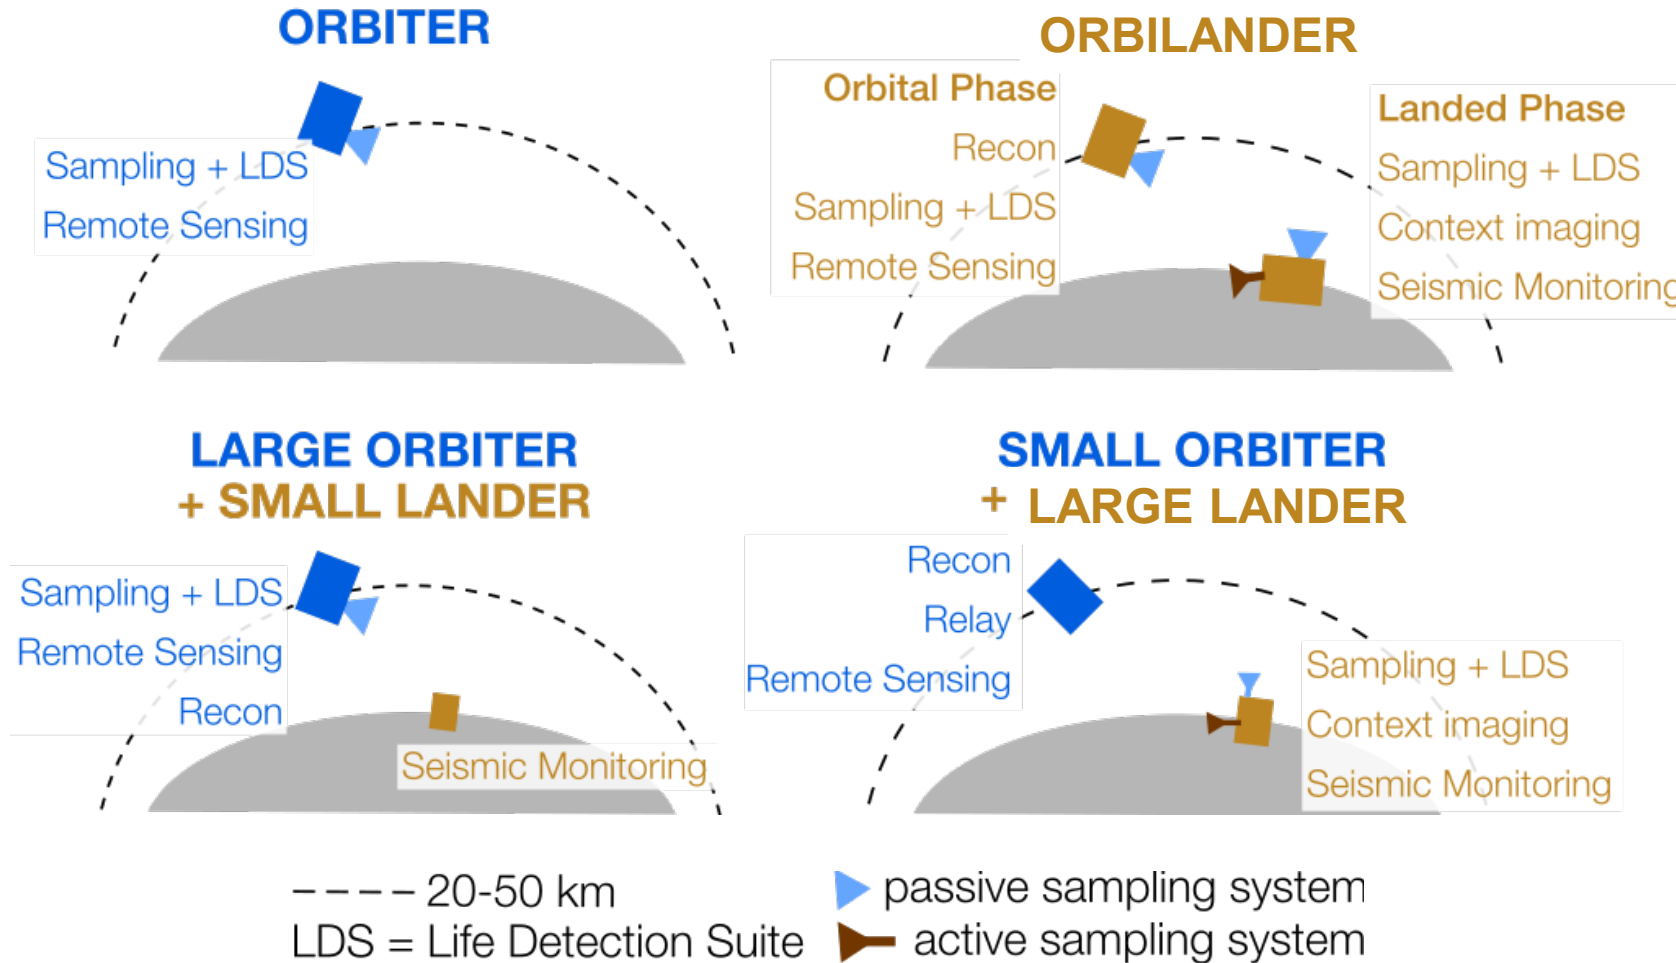 ORBITER
Sampling + LDS
Remote Sensing
ORBILANDER
Orbital Phase
Recon
Sampling + LDS
Remote Sensing
Landed Phase
Sampling + LDS
Context imaging
Seismic Monitoring
LARGE ORBITER
+ SMALL LANDER
Sampling + LDS
Remote Sensing
Recon
Seismic Monitoring
SMALL ORBITER
+ LARGE LANDER
Recon
Relay
Remote Sensing
Sampling + LDS
Context imaging
Seismic Monitoring
20-50 km
LDS = Life Detection Suite
passive sampling system
active sampling system